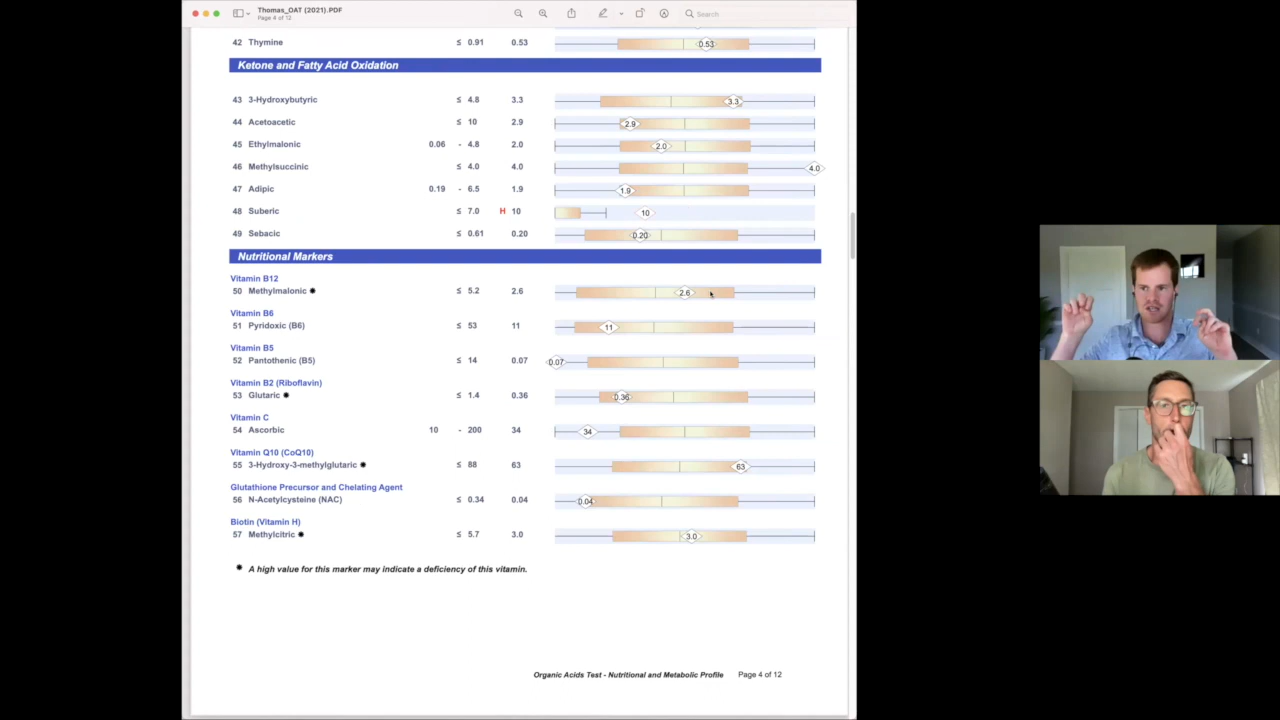 Thomas_OAT (2021).PDF
Page 4 of 12
Search
42 Thymine ≤ 0.91 0.53 0.53
Ketone and Fatty Acid Oxidation
43 3-Hydroxybutyric ≤ 4.8 3.3 3.3
44 Acetoacetic ≤ 10 2.9 2.9
45 Ethylmalonic 0.06 - 4.8 2.0 2.0
46 Methylsuccinic ≤ 4.0 4.0 4.0
47 Adipic 0.19 - 6.5 1.9 1.9
48 Suberic ≤ 7.0 H 10 10
49 Sebacic ≤ 0.61 0.20 0.20
Nutritional Markers
Vitamin B12
50 Methylmalonic ✹ ≤ 5.2 2.6 2.6
Vitamin B6
51 Pyridoxic (B6) ≤ 53 11 11
Vitamin B5
52 Pantothenic (B5) ≤ 14 0.07 0.07
Vitamin B2 (Riboflavin)
53 Glutaric ✹ ≤ 1.4 0.36 0.36
Vitamin C
54 Ascorbic 10 - 200 34 34
Vitamin Q10 (CoQ10)
55 3-Hydroxy-3-methylglutaric ✹ ≤ 88 63 63
Glutathione Precursor and Chelating Agent
56 N-Acetylcysteine (NAC) ≤ 0.34 0.04 0.04
Biotin (Vitamin H)
57 Methylcitric ✹ ≤ 5.7 3.0 3.0
✹ A high value for this marker may indicate a deficiency of this vitamin.
Organic Acids Test - Nutritional and Metabolic Profile Page 4 of 12